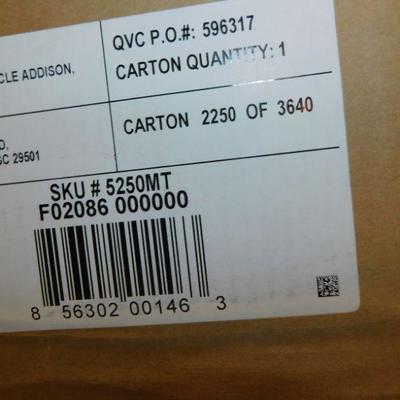 QVC P.O.#: 596317
CLE ADDISON,
CARTON QUANTITY: 1
CARTON 2250 OF 3640
D,
SC 29501
SKU # 5250MT
F02086 000000
8 56302 00146 3